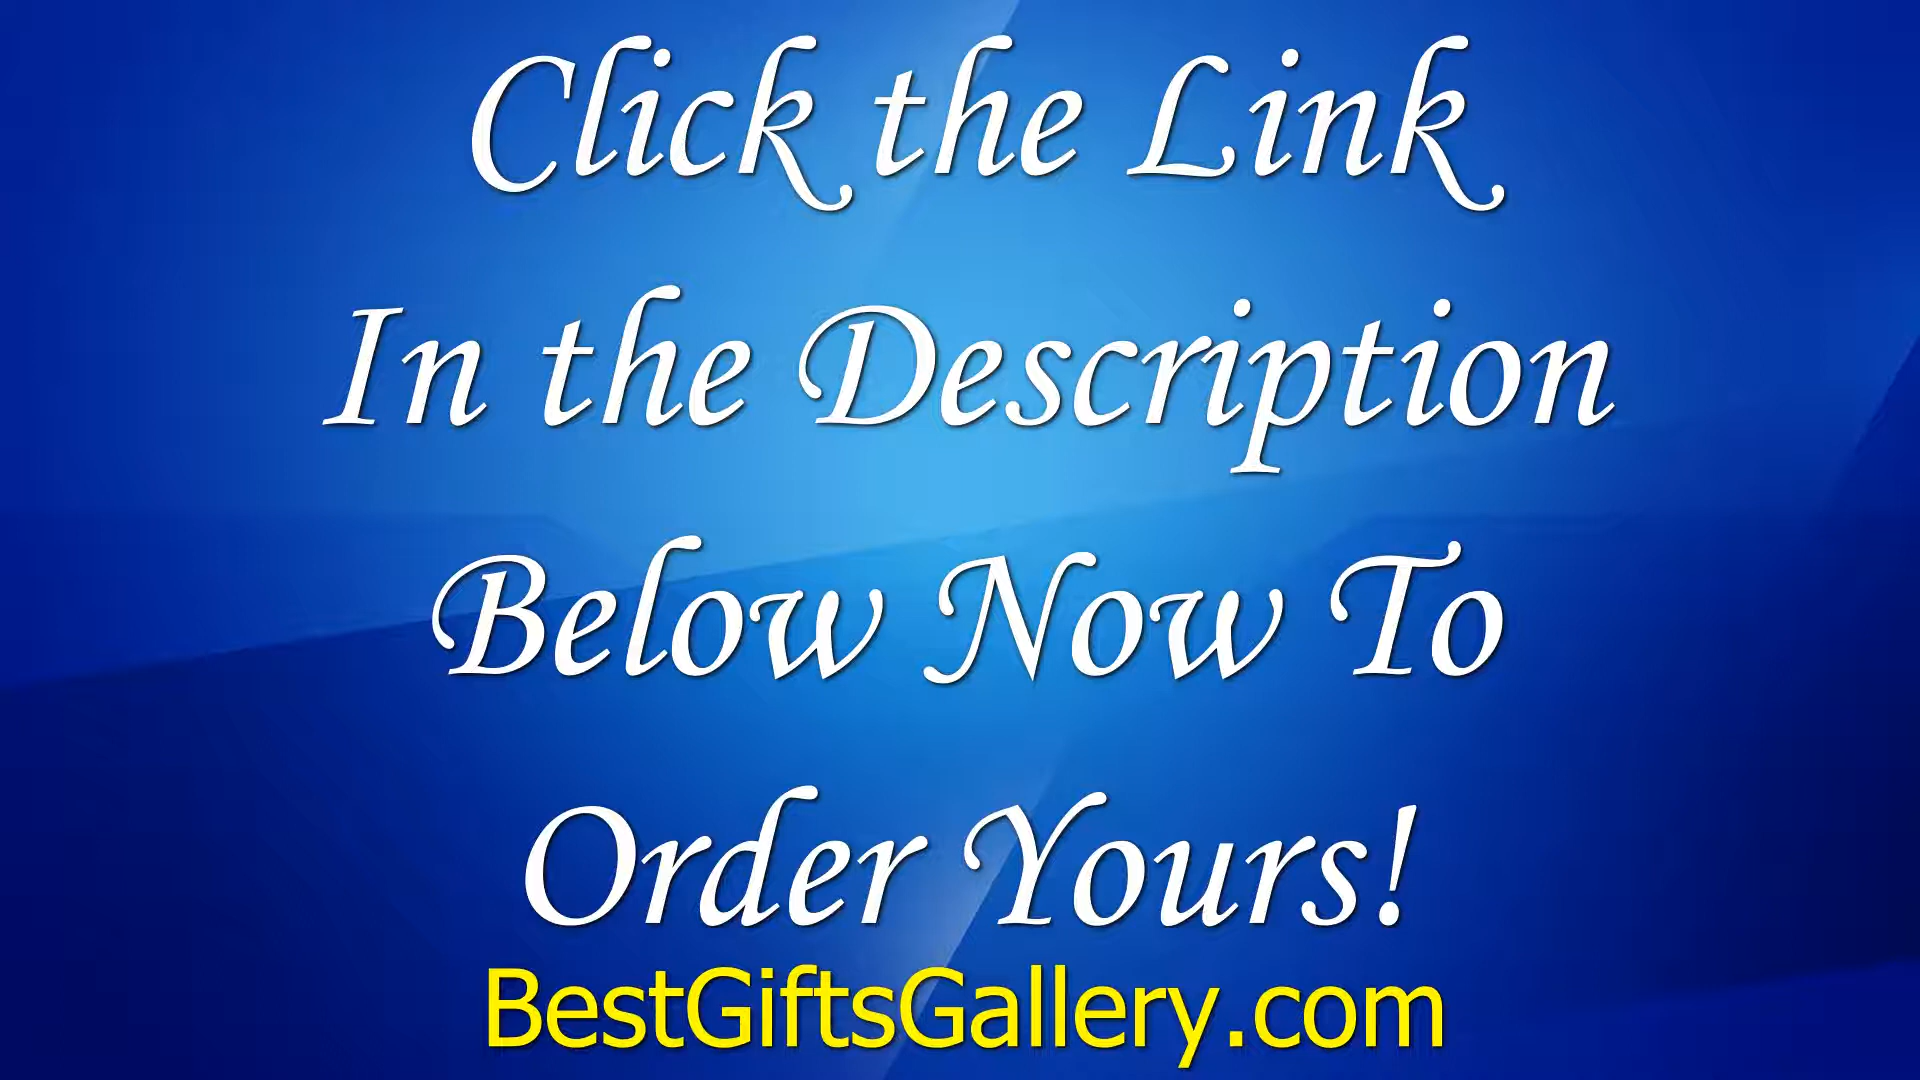 Click the Link
In the Description
Below Now To
Order Yours!
BestGiftsGallery.com